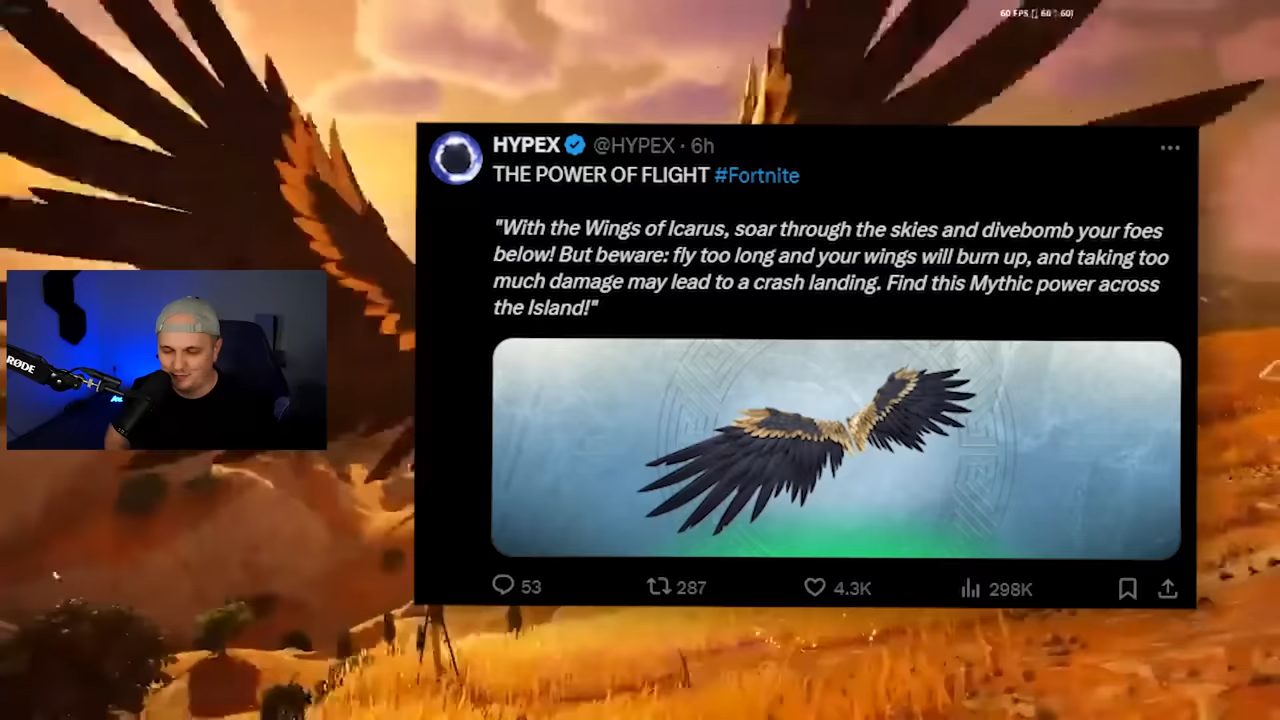 60 FPS
HYPEX @HYPEX · 6h
THE POWER OF FLIGHT #Fortnite
"With the Wings of Icarus, soar through the skies and divebomb your foes
below! But beware: fly too long and your wings will burn up, and taking too
much damage may lead to a crash landing. Find this Mythic power across
the Island!"
RØDE
53 287 4.3K 298K